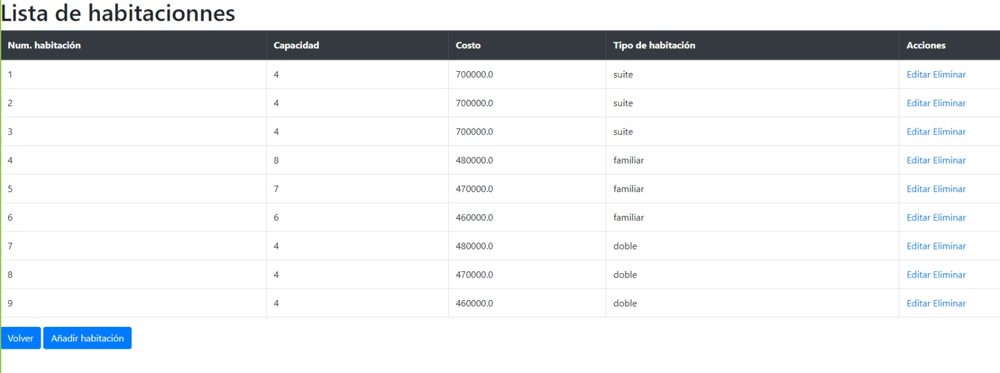 Lista de habitacionnes
Num. habitación Capacidad Costo Tipo de habitación Acciones
1 4 700000.0 suite Editar Eliminar
2 4 700000.0 suite Editar Eliminar
3 4 700000.0 suite Editar Eliminar
4 8 480000.0 familiar Editar Eliminar
5 7 470000.0 familiar Editar Eliminar
6 6 460000.0 familiar Editar Eliminar
7 4 480000.0 doble Editar Eliminar
8 4 470000.0 doble Editar Eliminar
9 4 460000.0 doble Editar Eliminar
Volver Añadir habitación